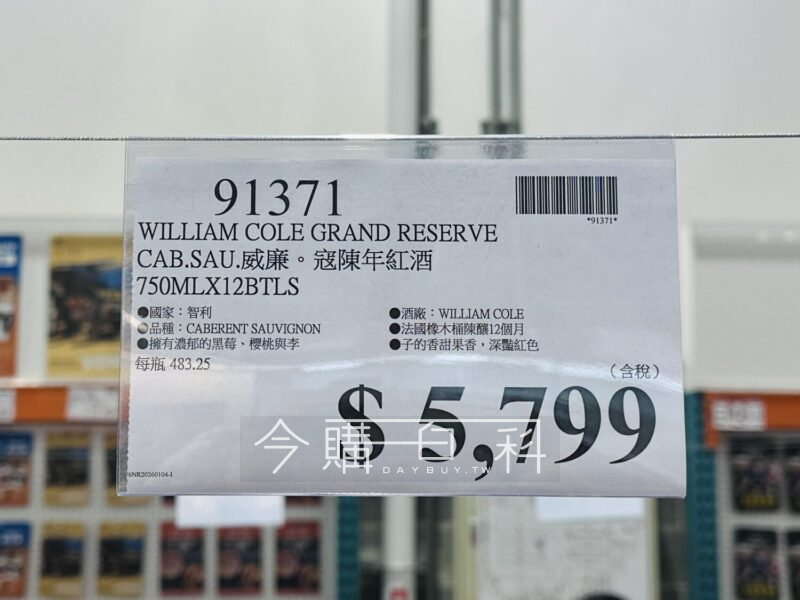 91371
*91371*
WILLIAM COLE GRAND RESERVE
CAB.SAU.威廉。寇陳年紅酒
750MLX12BTLS
●國家：智利
●酒廠：WILLIAM COLE
●品種：CABERENT SAUVIGNON
●法國橡木桶陳釀12個月
●擁有濃郁的黑莓、櫻桃與李
●子的香甜果香，深豔紅色
每瓶 483.25
（含稅）
$ 5,799
今購百科
DAYBUY.TW
6NR20260104-1